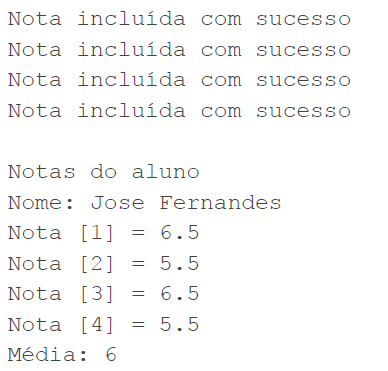 Nota incluída com sucesso
Nota incluída com sucesso
Nota incluída com sucesso
Nota incluída com sucesso
Notas do aluno
Nome: Jose Fernandes
Nota [1] = 6.5
Nota [2] = 5.5
Nota [3] = 6.5
Nota [4] = 5.5
Média: 6